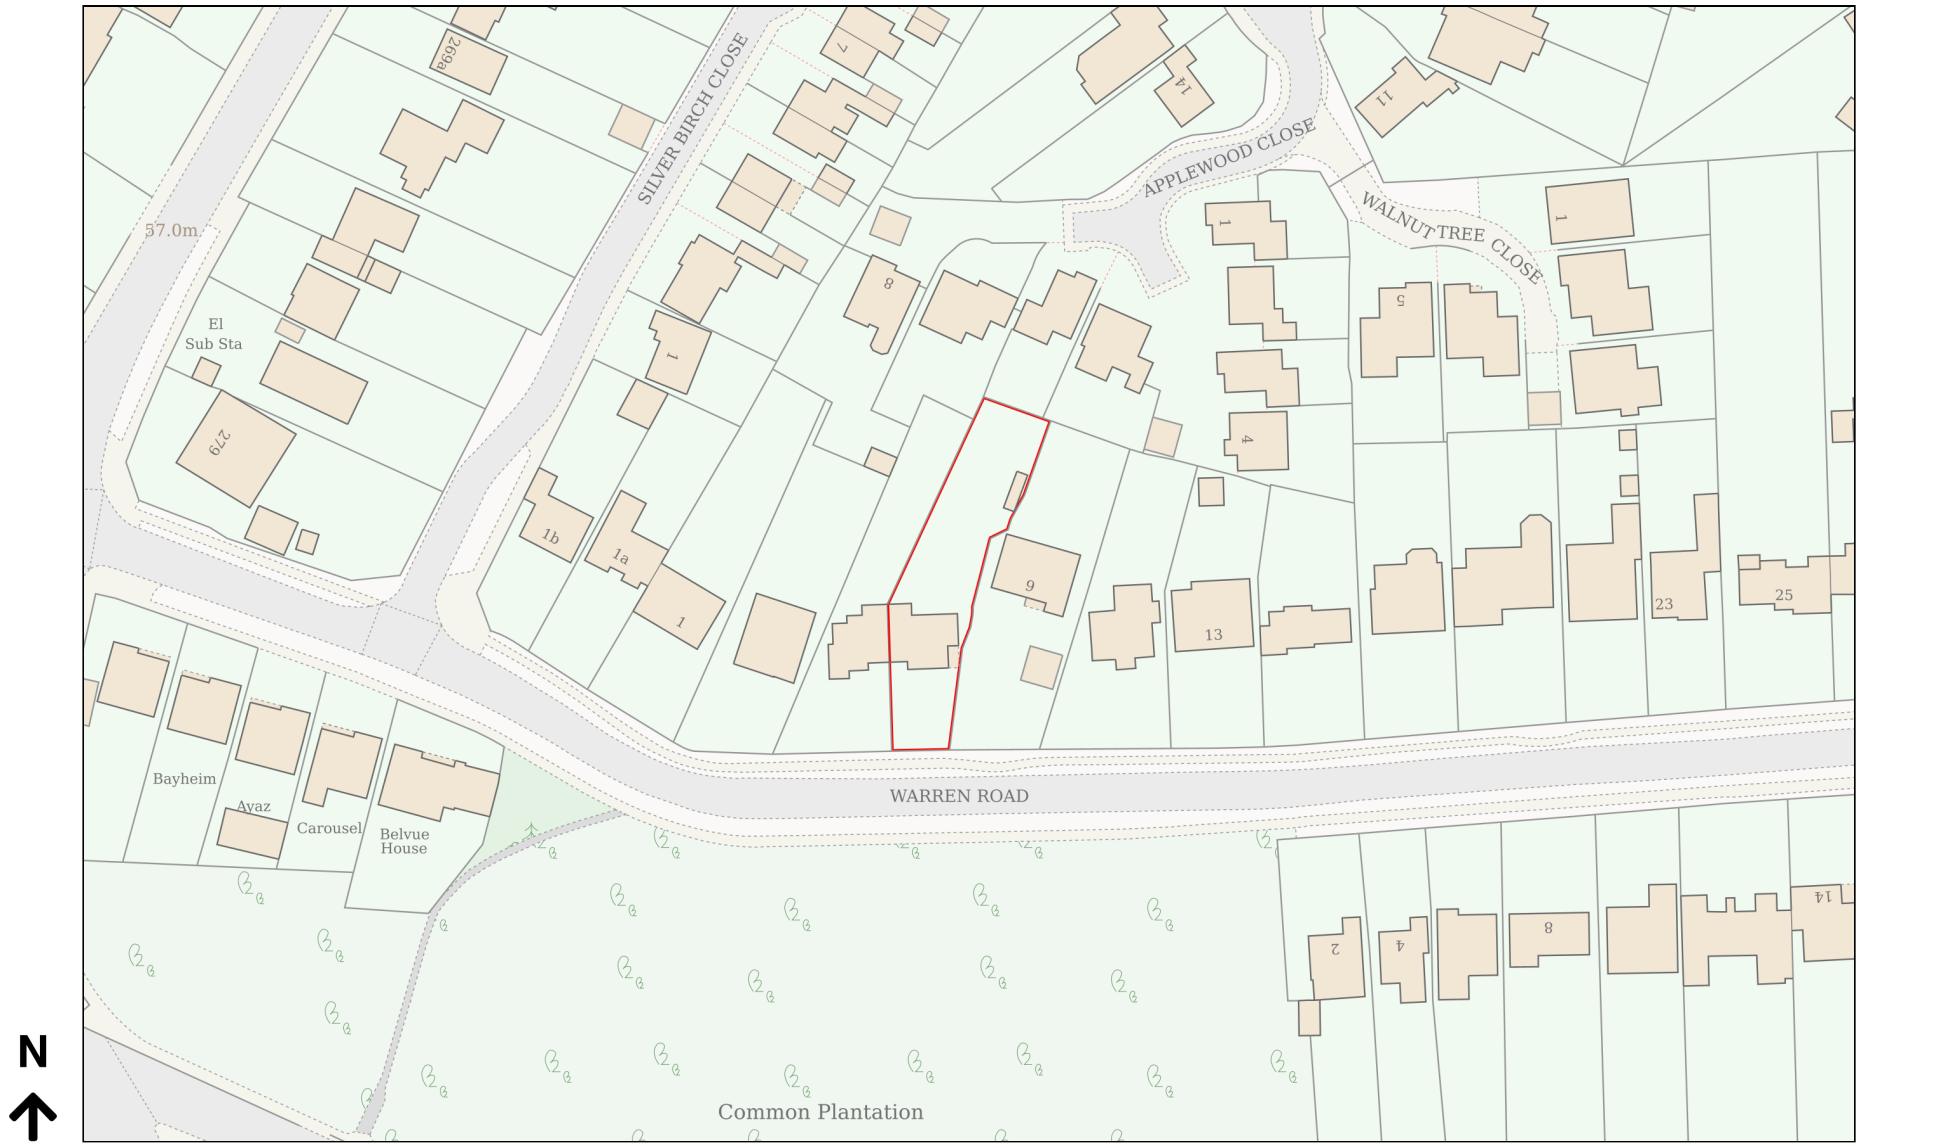 269a
7
14
11
SILVER BIRCH CLOSE
APPLEWOOD CLOSE
WALNUT TREE CLOSE
57.0m
1
1
8
5
El
Sub Sta
1
279
4
1b
1a
1
9
13
23
25
Bayheim
Ayaz
Carousel
Belvue
House
WARREN ROAD
2
4
8
14
N
Common Plantation